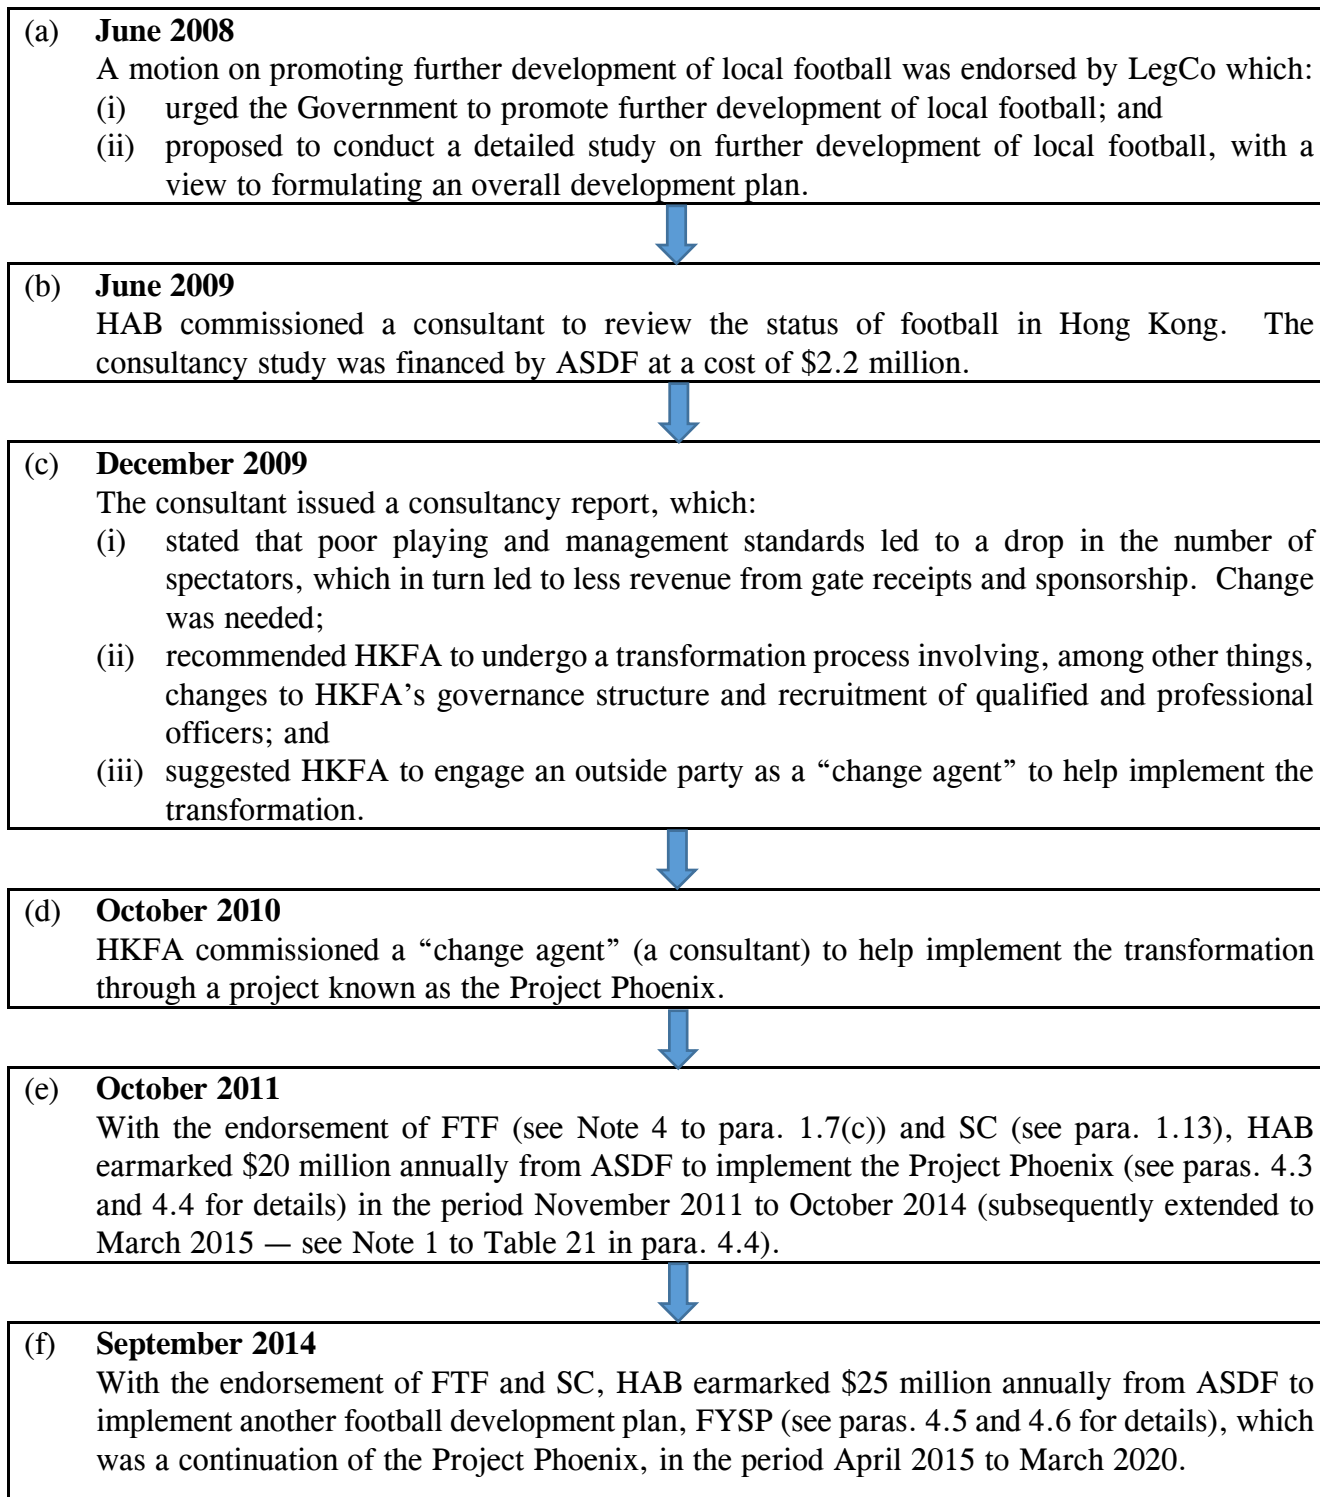 (a) June 2008
A motion on promoting further development of local football was endorsed by LegCo which:
(i) urged the Government to promote further development of local football; and
(ii) proposed to conduct a detailed study on further development of local football, with a
view to formulating an overall development plan.
(b) June 2009
HAB commissioned a consultant to review the status of football in Hong Kong. The
consultancy study was financed by ASDF at a cost of $2.2 million.
(c) December 2009
The consultant issued a consultancy report, which:
(i) stated that poor playing and management standards led to a drop in the number of
spectators, which in turn led to less revenue from gate receipts and sponsorship. Change
was needed;
(ii) recommended HKFA to undergo a transformation process involving, among other things,
changes to HKFA’s governance structure and recruitment of qualified and professional
officers; and
(iii) suggested HKFA to engage an outside party as a “change agent” to help implement the
transformation.
(d) October 2010
HKFA commissioned a “change agent” (a consultant) to help implement the transformation
through a project known as the Project Phoenix.
(e) October 2011
With the endorsement of FTF (see Note 4 to para. 1.7(c)) and SC (see para. 1.13), HAB
earmarked $20 million annually from ASDF to implement the Project Phoenix (see paras. 4.3
and 4.4 for details) in the period November 2011 to October 2014 (subsequently extended to
March 2015 — see Note 1 to Table 21 in para. 4.4).
(f) September 2014
With the endorsement of FTF and SC, HAB earmarked $25 million annually from ASDF to
implement another football development plan, FYSP (see paras. 4.5 and 4.6 for details), which
was a continuation of the Project Phoenix, in the period April 2015 to March 2020.